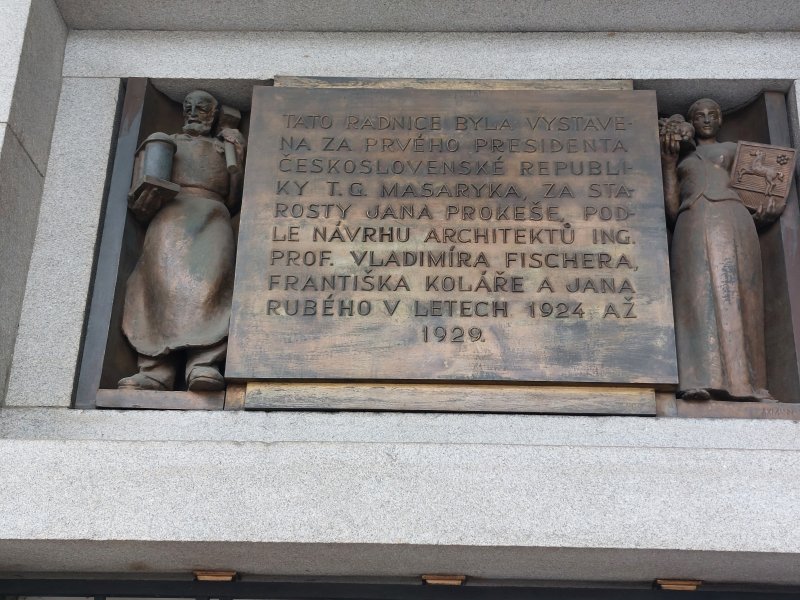 TATO RADNICE BYLA VYSTAVE-
NA ZA PRVÉHO PRESIDENTA
ČESKOSLOVENSKÉ REPUBLI-
KY T.G. MASARYKA, ZA STA-
ROSTY JANA PROKEŠE, POD-
LE NÁVRHU ARCHITEKTŮ ING.
PROF. VLADIMÍRA FISCHERA,
FRANTIŠKA KOLÁŘE A JANA
RUBÉHO V LETECH 1924 AŽ
1929.